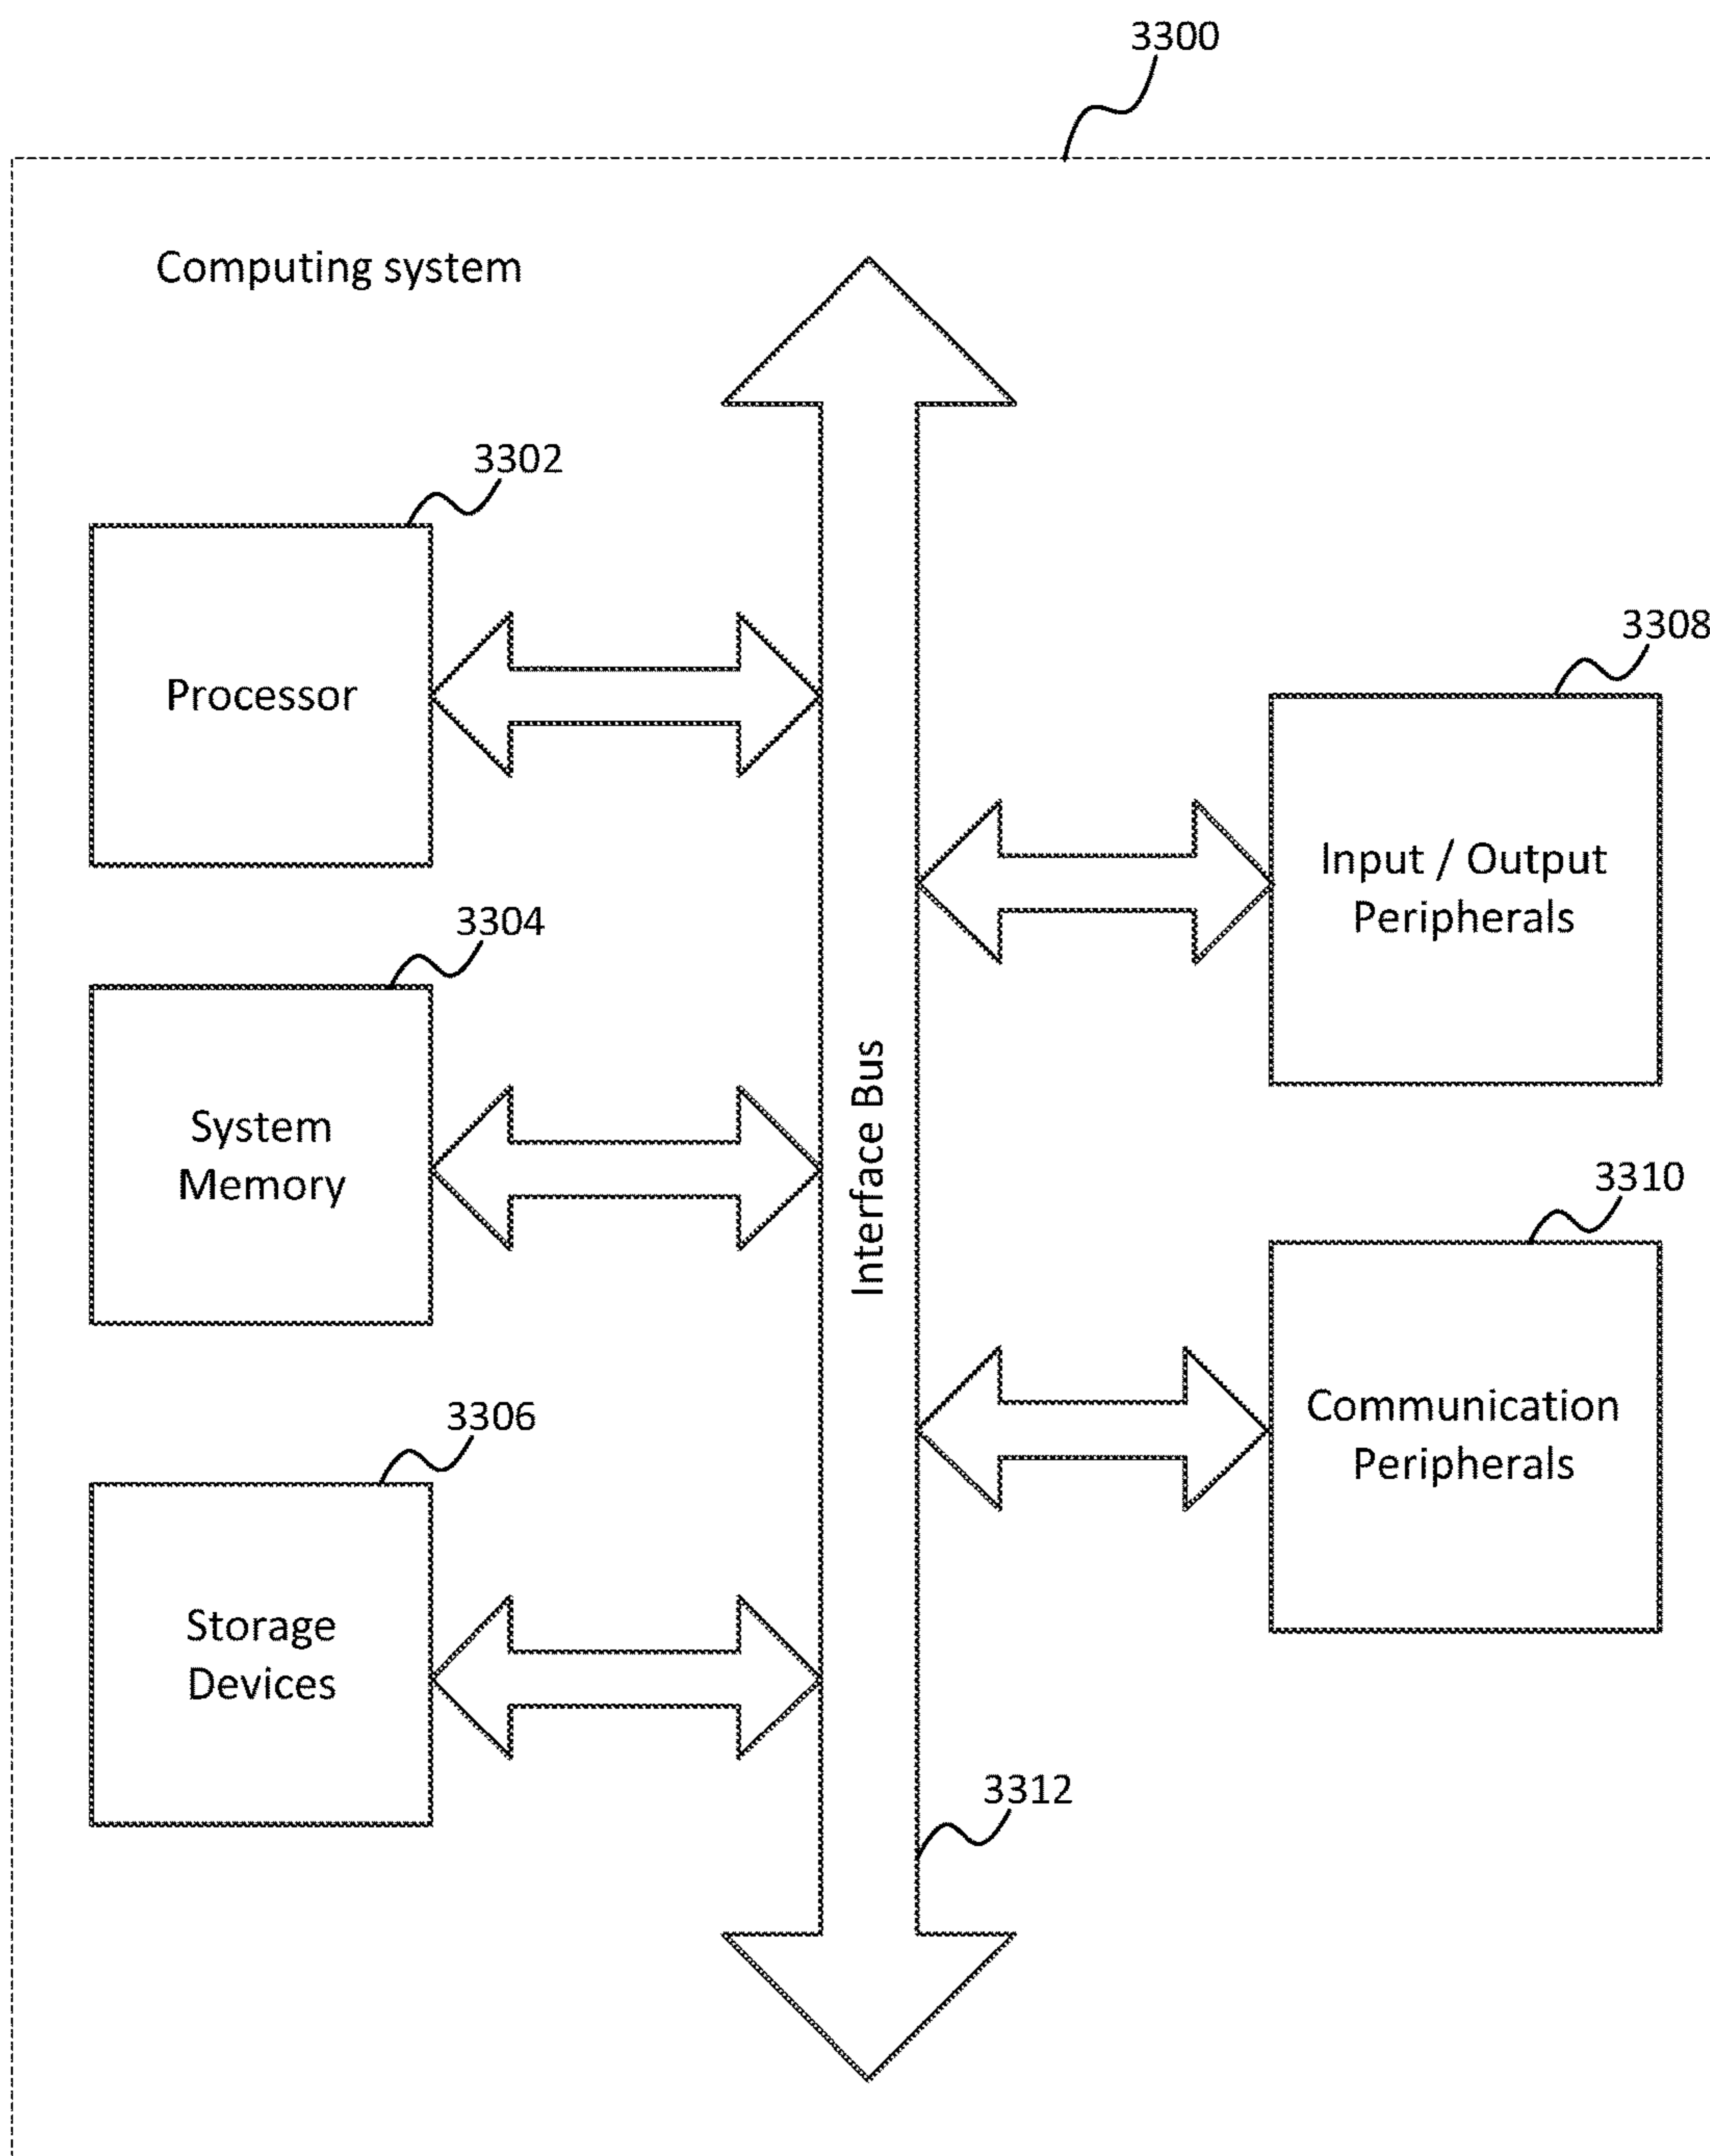 3300
Computing system
3302
Processor
3308
Input / Output
Peripherals
3304
System
Memory
Interface Bus
3310
Communication
Peripherals
3306
Storage
Devices
3312